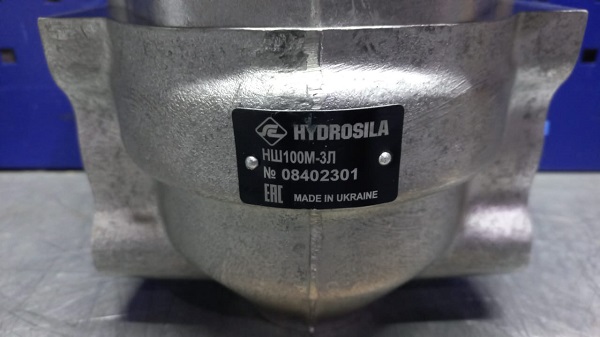 HYDROSILA
НШ100М-3Л
№ 08402301
EAC MADE IN UKRAINE